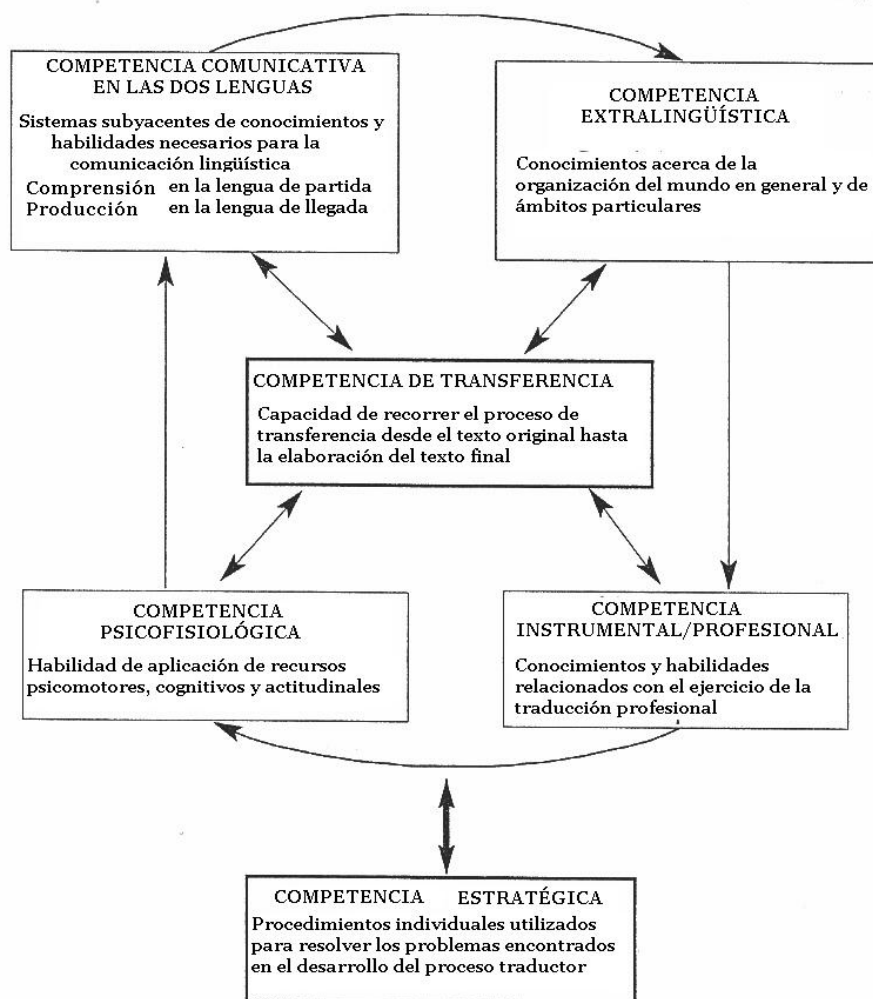 COMPETENCIA COMUNICATIVA
EN LAS DOS LENGUAS
Sistemas subyacentes de conocimientos y
habilidades necesarios para la
comunicación lingüística
Comprensión en la lengua de partida
Producción en la lengua de llegada
COMPETENCIA
EXTRALINGÜÍSTICA
Conocimientos acerca de la
organización del mundo en general y de
ámbitos particulares
COMPETENCIA DE TRANSFERENCIA
Capacidad de recorrer el proceso de
transferencia desde el texto original hasta
la elaboración del texto final
COMPETENCIA
PSICOFISIOLÓGICA
Habilidad de aplicación de recursos
psicomotores, cognitivos y actitudinales
COMPETENCIA
INSTRUMENTAL/PROFESIONAL
Conocimientos y habilidades
relacionados con el ejercicio de la
traducción profesional
COMPETENCIA ESTRATÉGICA
Procedimientos individuales utilizados
para resolver los problemas encontrados
en el desarrollo del proceso traductor